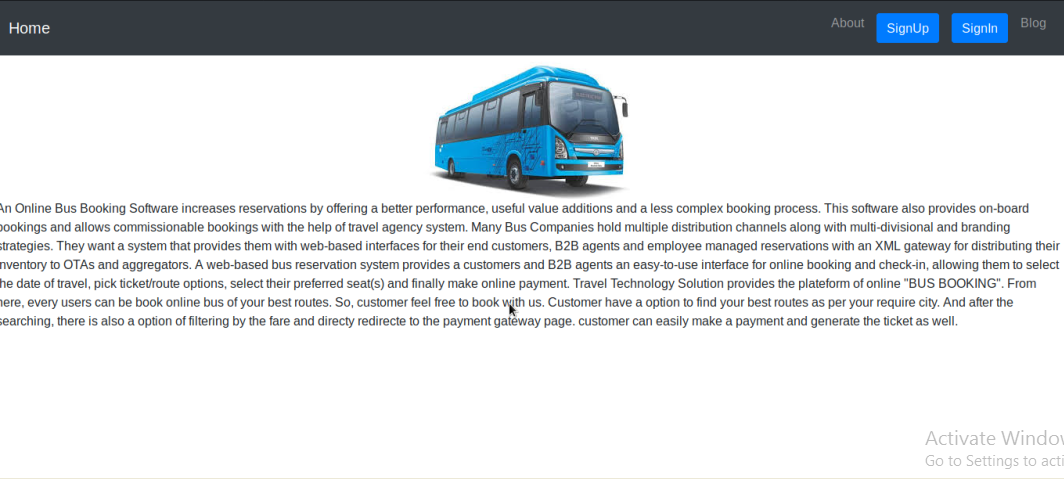 Home
About
SignUp
SignIn
Blog
An Online Bus Booking Software increases reservations by offering a better performance, useful value additions and a less complex booking process. This software also provides on-board
bookings and allows commissionable bookings with the help of travel agency system. Many Bus Companies hold multiple distribution channels along with multi-divisional and branding
strategies. They want a system that provides them with web-based interfaces for their end customers, B2B agents and employee managed reservations with an XML gateway for distributing their
inventory to OTAs and aggregators. A web-based bus reservation system provides a customers and B2B agents an easy-to-use interface for online booking and check-in, allowing them to select
the date of travel, pick ticket/route options, select their preferred seat(s) and finally make online payment. Travel Technology Solution provides the plateform of online "BUS BOOKING". From
here, every users can be book online bus of your best routes. So, customer feel free to book with us. Customer have a option to find your best routes as per your require city. And after the
searching, there is also a option of filtering by the fare and directy redirecte to the payment gateway page. customer can easily make a payment and generate the ticket as well.
Activate Window
Go to Settings to acti